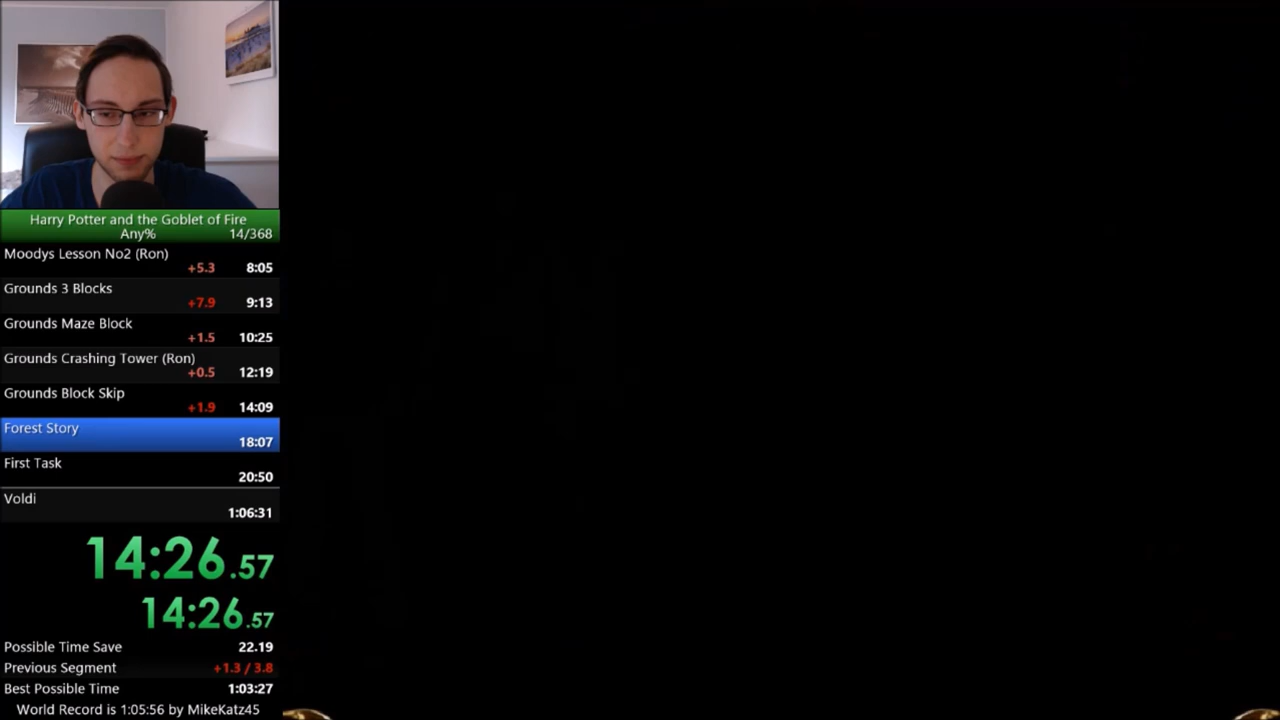 Harry Potter and the Goblet of Fire
Any% 14/368
Moodys Lesson No2 (Ron)
+5.3 8:05
Grounds 3 Blocks
+7.9 9:13
Grounds Maze Block
+1.5 10:25
Grounds Crashing Tower (Ron)
+0.5 12:19
Grounds Block Skip
+1.9 14:09
Forest Story
18:07
First Task
20:50
Voldi
1:06:31
14:26.57
14:26.57
Possible Time Save 22.19
Previous Segment +1.3 / 3.8
Best Possible Time 1:03:27
World Record is 1:05:56 by MikeKatz45